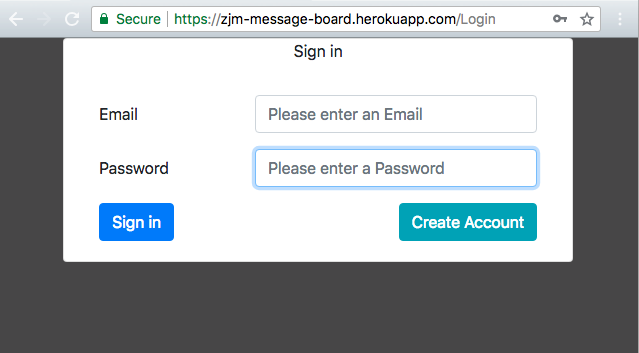 Secure | https://zjm-message-board.herokuapp.com/Login
Sign in
Email Please enter an Email
Password Please enter a Password
Sign in Create Account